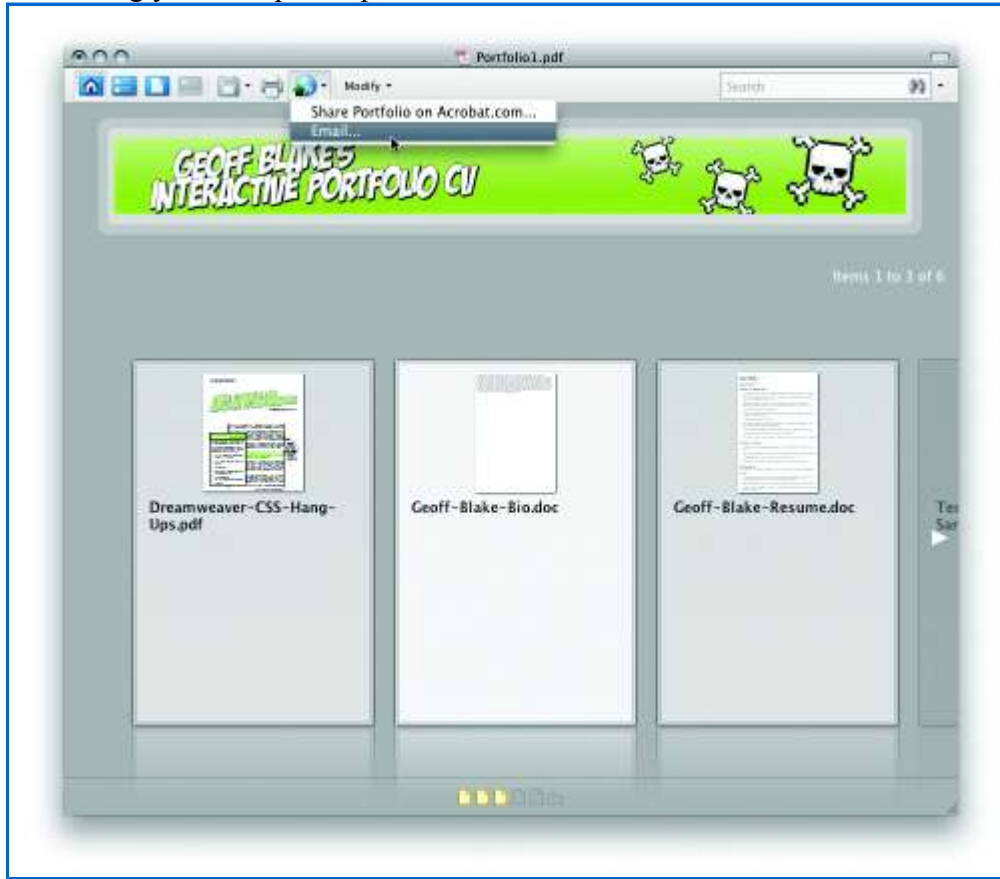 Portfolio1.pdf
Modify
Search
Share Portfolio on Acrobat.com...
Email...
GEOFF BLAKE'S
INTERACTIVE PORTFOLIO CV
Items 1 to 3 of 6
Dreamweaver-CSS-Hang-
Ups.pdf
Geoff-Blake-Bio.doc
Geoff-Blake-Resume.doc